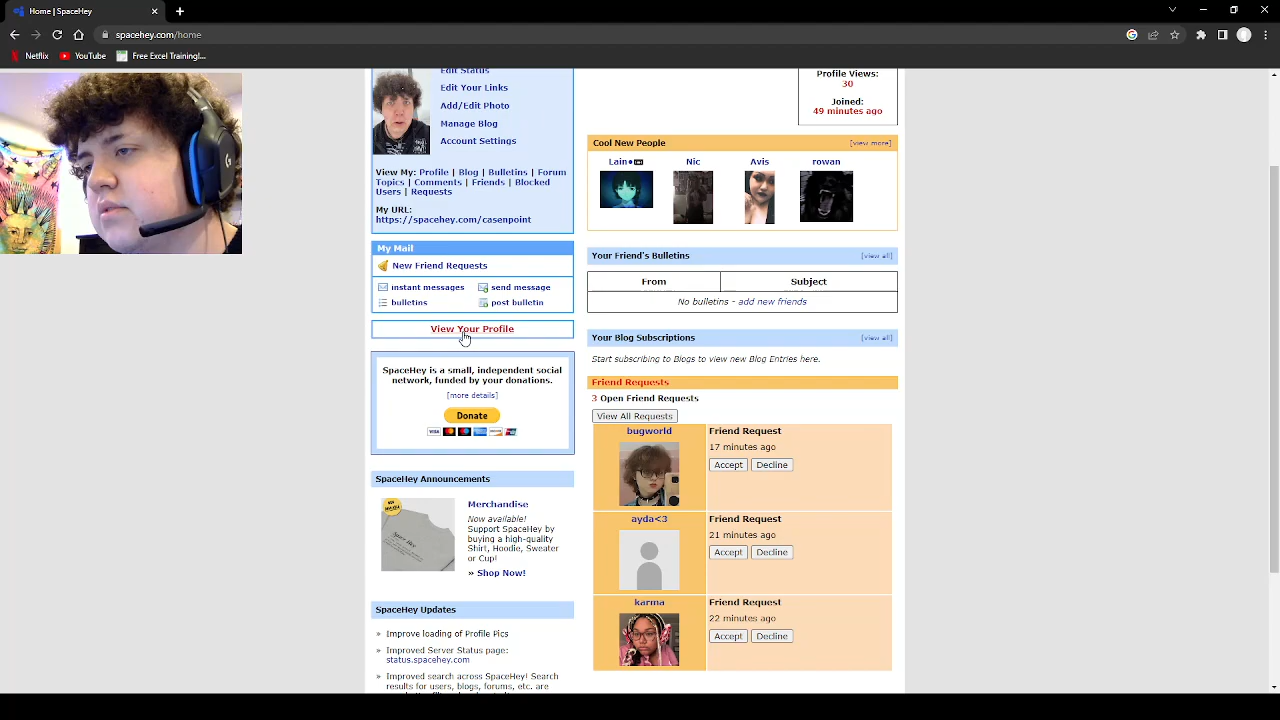 Home | SpaceHey
spacehey.com/home
Netflix YouTube Free Excel Training!...
Edit Status
Edit Your Links
Add/Edit Photo
Manage Blog
Account Settings
View My: Profile | Blog | Bulletins | Forum
Topics | Comments | Friends | Blocked
Users | Requests
My URL:
https://spacehey.com/casenpoint
My Mail
New Friend Requests
instant messages send message
bulletins post bulletin
View Your Profile
SpaceHey is a small, independent social
network, funded by your donations.
[more details]
Donate
VISA
SpaceHey Announcements
Merchandise
Now available!
Support SpaceHey by
buying a high-quality
Shirt, Hoodie, Sweater
or Cup!
» Shop Now!
SpaceHey Updates
» Improve loading of Profile Pics
» Improved Server Status page:
status.spacehey.com
» Improved search across SpaceHey! Search
results for users, blogs, forums, etc. are
Profile Views:
30
Joined:
49 minutes ago
Cool New People [view more]
Lain Nic Avis rowan
Your Friend's Bulletins [view all]
From Subject
No bulletins - add new friends
Your Blog Subscriptions [view all]
Start subscribing to Blogs to view new Blog Entries here.
Friend Requests
3 Open Friend Requests
View All Requests
bugworld Friend Request
17 minutes ago
Accept Decline
ayda<3 Friend Request
21 minutes ago
Accept Decline
karma Friend Request
22 minutes ago
Accept Decline